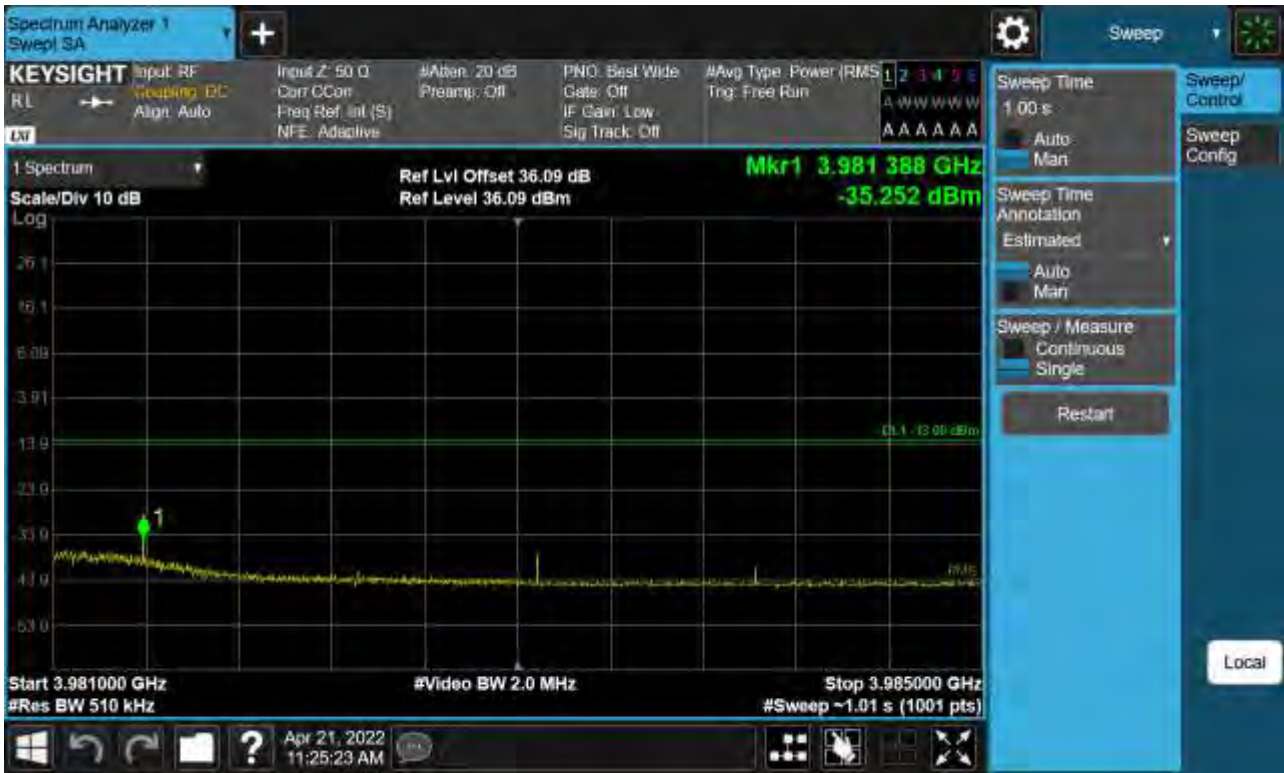 Spectrum Analyzer 1
Swept SA
Sweep
KEYSIGHT
RL
LXI
Input: RF
Coupling: DC
Align: Auto
Input Z: 50 Ω
Corr CCorr
Freq Ref: Int (S)
NFE: Adaptive
#Atten: 20 dB
Preamp: Off
PNO: Best Wide
Gate: Off
IF Gain: Low
Sig Track: Off
#Avg Type: Power (RMS
Trig: Free Run
1 2 3 4 5 6
A W W W W W
A A A A A A
1 Spectrum
Scale/Div 10 dB
Log
Ref Lvl Offset 36.09 dB
Ref Level 36.09 dBm
Mkr1 3.981 388 GHz
-35.252 dBm
26.1
16.1
6.09
-3.91
-13.9
-23.9
-33.9
-43.9
-53.9
DL1 -13.00 dBm
1
RMS
Start 3.981000 GHz
#Res BW 510 kHz
#Video BW 2.0 MHz
Stop 3.985000 GHz
#Sweep ~1.01 s (1001 pts)
Sweep Time
1.00 s
Auto
Man
Sweep Time
Annotation
Estimated
Auto
Man
Sweep / Measure
Continuous
Single
Restart
Sweep/
Control
Sweep
Config
Local
?
Apr 21, 2022
11:25:23 AM